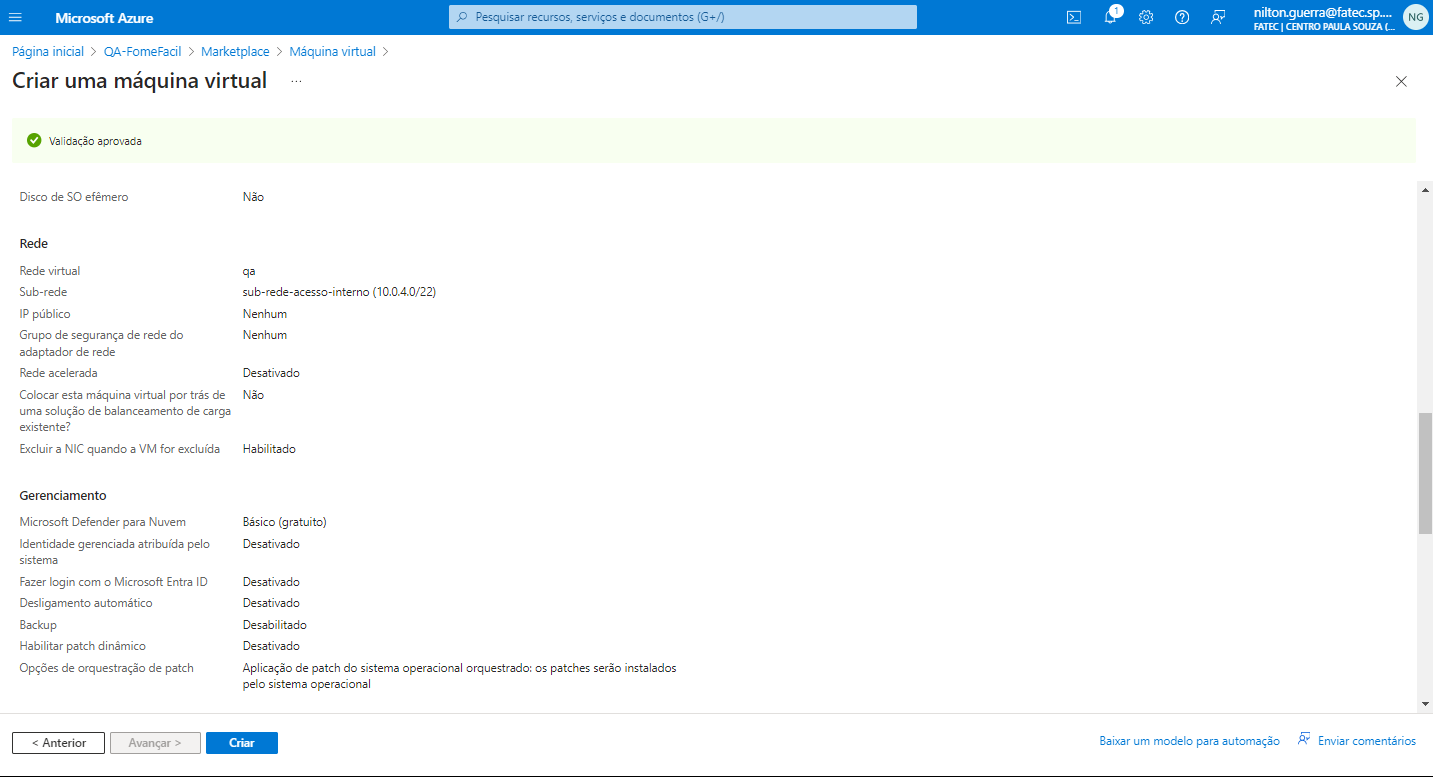 Microsoft Azure
Pesquisar recursos, serviços e documentos (G+/)
1
nilton.guerra@fatec.sp....
FATEC | CENTRO PAULA SOUZA (...
NG
Página inicial > QA-FomeFacil > Marketplace > Máquina virtual >
Criar uma máquina virtual ...
Validação aprovada
Disco de SO efêmero Não
Rede
Rede virtual qa
Sub-rede sub-rede-acesso-interno (10.0.4.0/22)
IP público Nenhum
Grupo de segurança de rede do Nenhum
adaptador de rede
Rede acelerada Desativado
Colocar esta máquina virtual por trás de Não
uma solução de balanceamento de carga
existente?
Excluir a NIC quando a VM for excluída Habilitado
Gerenciamento
Microsoft Defender para Nuvem Básico (gratuito)
Identidade gerenciada atribuída pelo Desativado
sistema
Fazer login com o Microsoft Entra ID Desativado
Desligamento automático Desativado
Backup Desabilitado
Habilitar patch dinâmico Desativado
Opções de orquestração de patch Aplicação de patch do sistema operacional orquestrado: os patches serão instalados
pelo sistema operacional
< Anterior Avançar > Criar Baixar um modelo para automação Enviar comentários